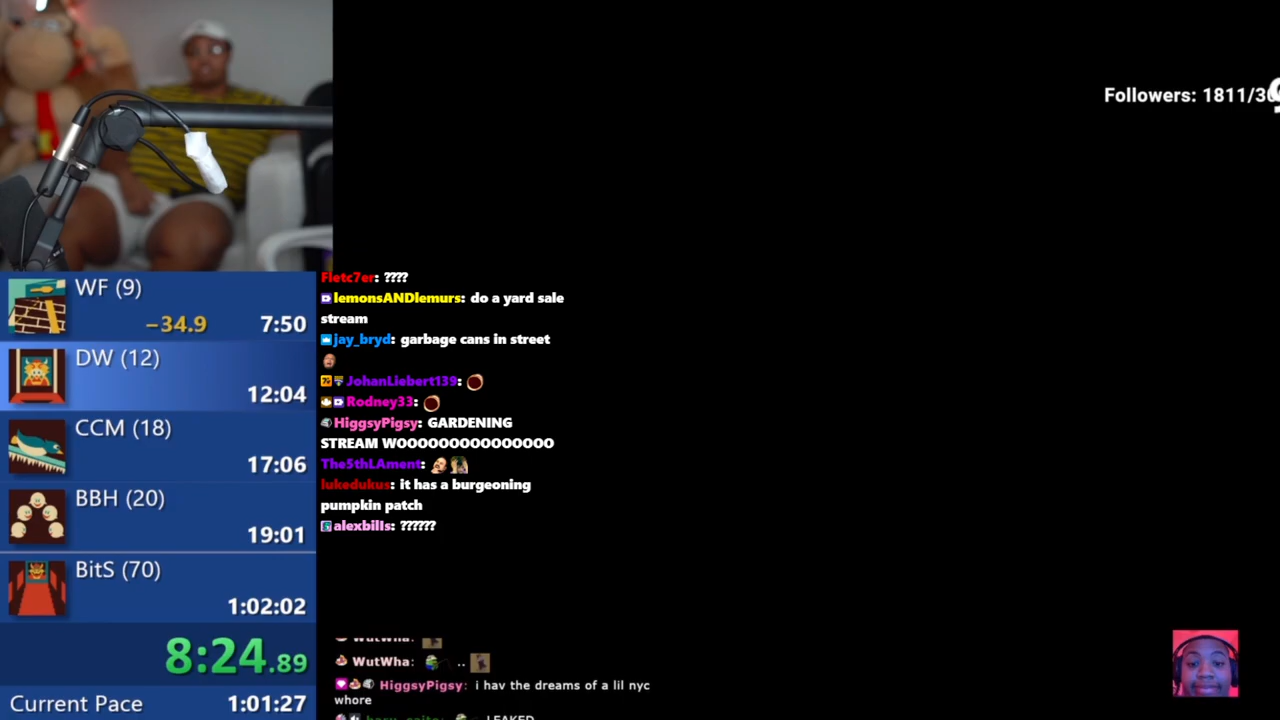 Followers: 1811/30
WF (9)
-34.9 7:50
DW (12)
12:04
CCM (18)
17:06
BBH (20)
19:01
BitS (70)
1:02:02
8:24.89
Current Pace 1:01:27
Fletc7er: ????
lemonsANDlemurs: do a yard sale
stream
jay_bryd: garbage cans in street
JohanLiebert139:
Rodney33:
HiggsyPigsy: GARDENING
STREAM WOOOOOOOOOOOOOOO
The5thLAment:
lukedukus: it has a burgeoning
pumpkin patch
alexbills: ??????
WutWha:
WutWha: ..
HiggsyPigsy: i hav the dreams of a lil nyc
whore
LEAKED